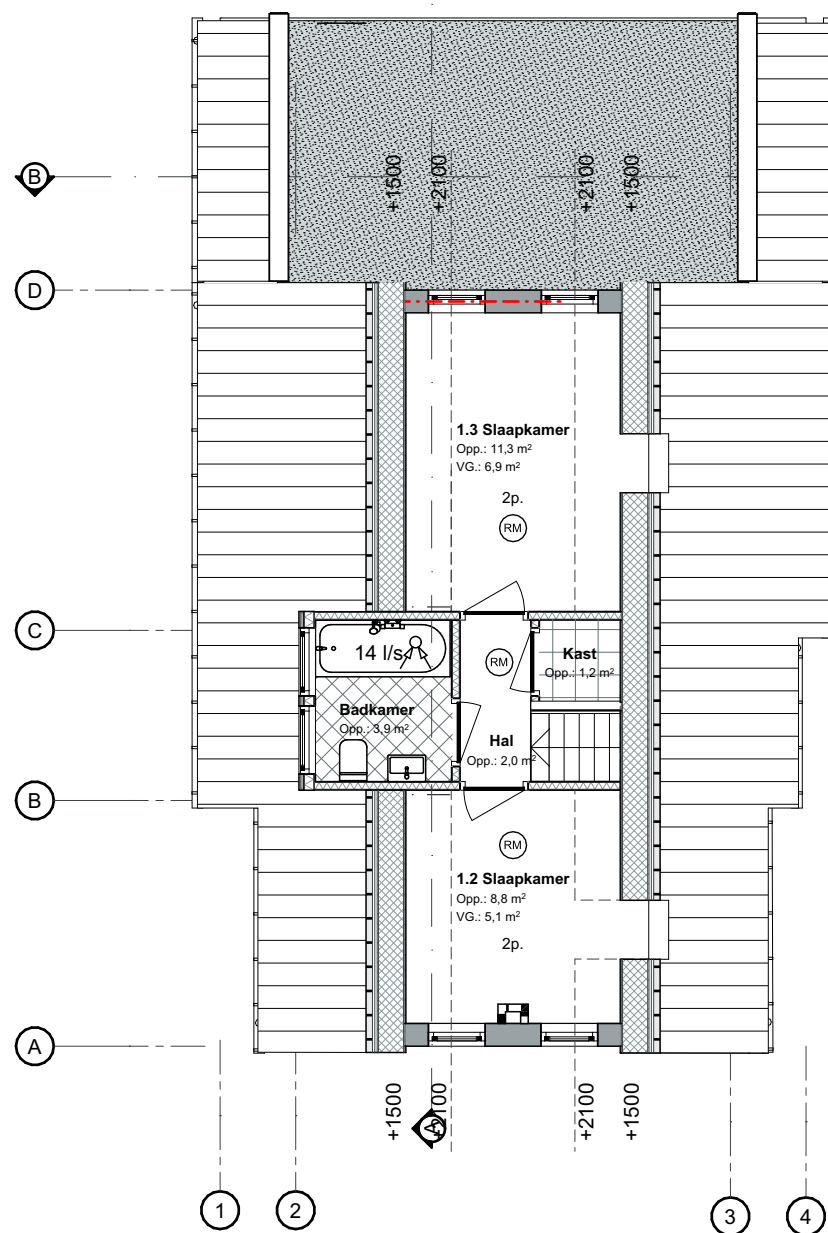 B
+1500
+2100
+2100
+1500
D
1.3 Slaapkamer
Opp.: 11,3 m²
VG.: 6,9 m²
2p.
RM
C
14 l/s
RM
Kast
Opp.: 1,2 m²
Badkamer
Opp.: 3,9 m²
Hal
Opp.: 2,0 m²
B
RM
1.2 Slaapkamer
Opp.: 8,8 m²
VG.: 5,1 m²
2p.
A
+1500
+2100
+2100
+1500
A
1
2
3
4